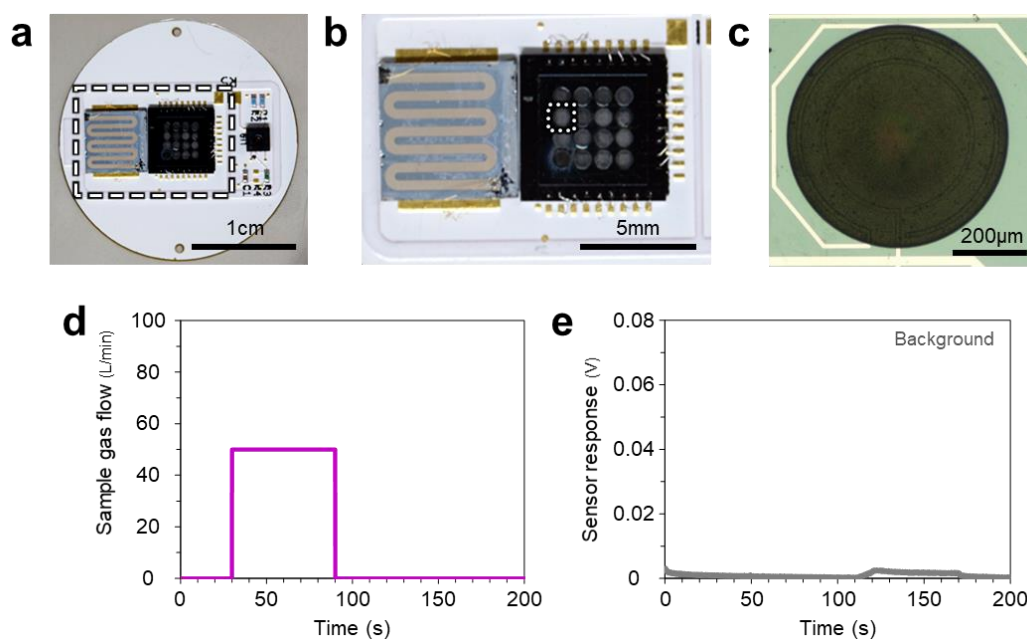 a
b
c
1cm
5mm
200μm
d
e
Sample gas flow (L/min)
100
80
60
40
20
0
0
50
100
150
200
Time (s)
Background
Sensor response (V)
0.08
0.06
0.04
0.02
0
0
50
100
150
200
Time (s)